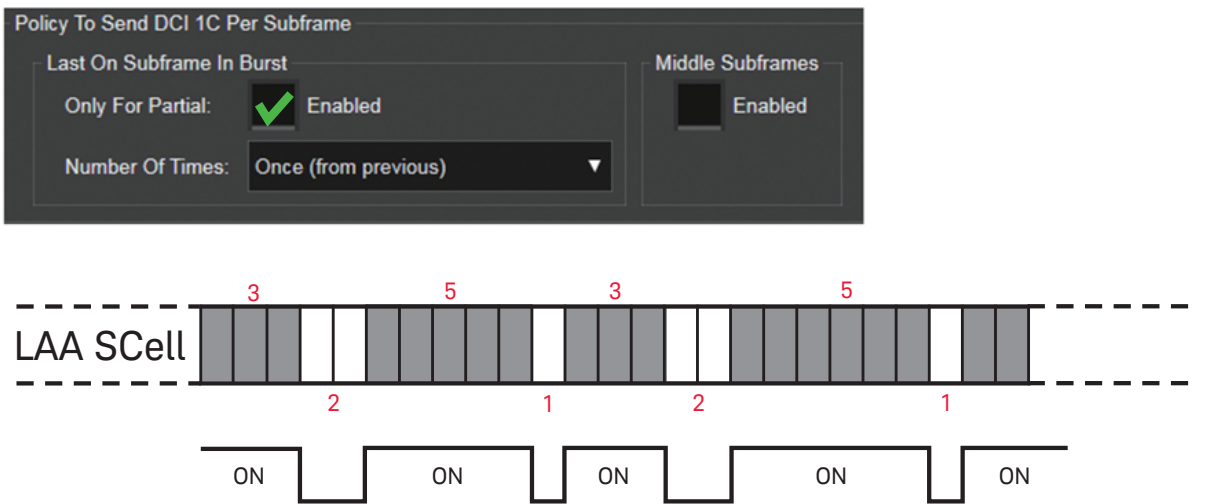 Policy To Send DCI 1C Per Subframe
Last On Subframe In Burst
Middle Subframes
Only For Partial: Enabled
Enabled
Number Of Times: Once (from previous)
3 5 3 5
LAA SCell
2 1 2 1
ON ON ON ON ON